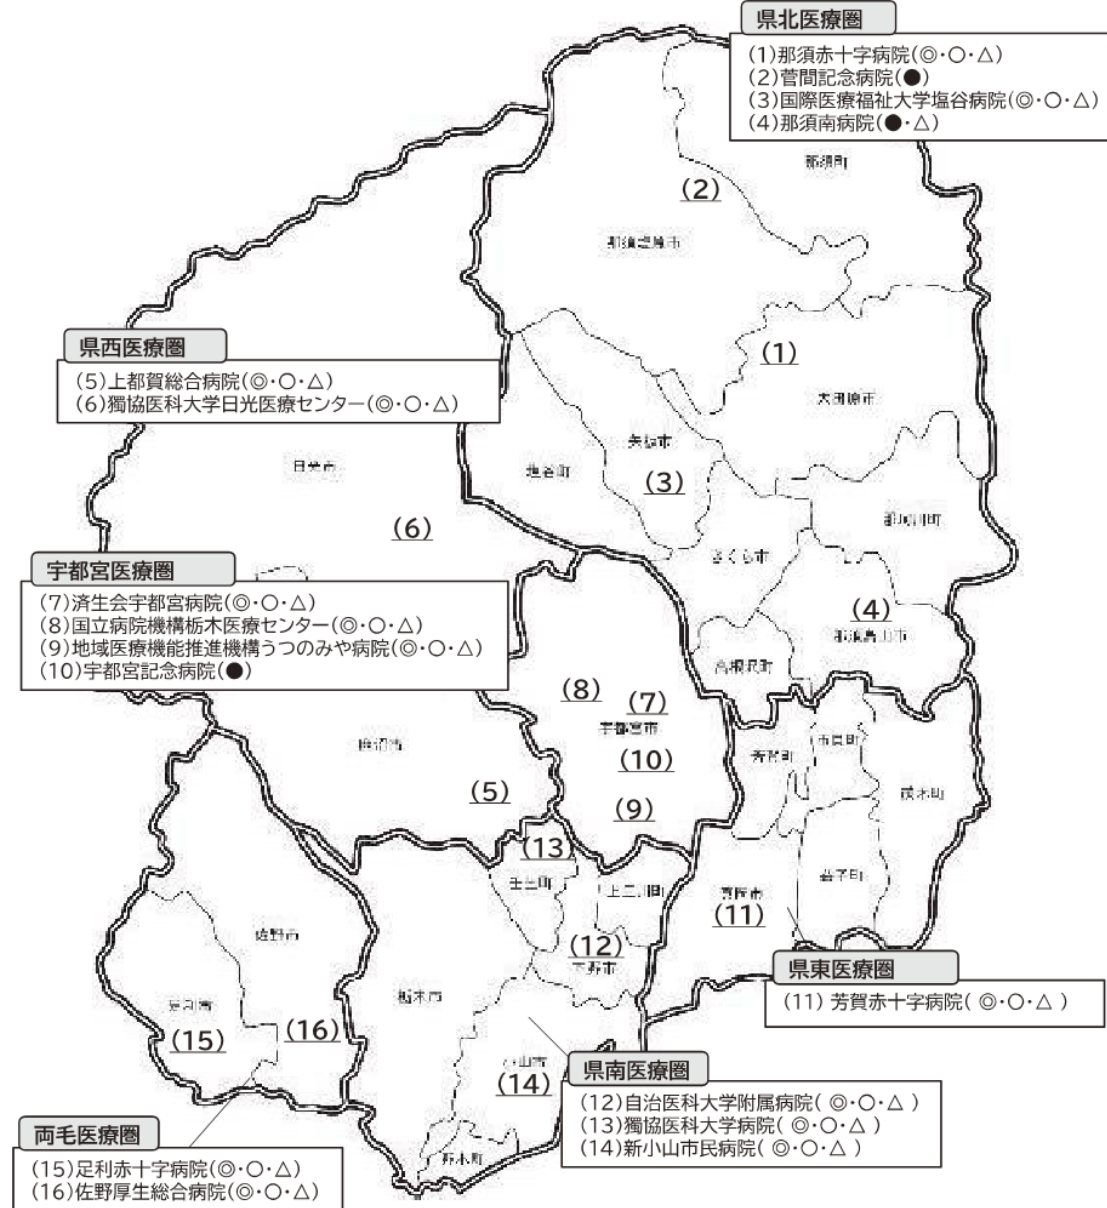 県北医療圏
(1)那須赤十字病院(◎・○・△)
(2)菅間記念病院(●)
(3)国際医療福祉大学塩谷病院(◎・○・△)
(4)那須南病院(●・△)
那須町
(2)
那須塩原市
県西医療圏
(5)上都賀総合病院(◎・○・△)
(6)獨協医科大学日光医療センター(◎・○・△)
(1)
大田原市
矢板市
日光市
塩谷町
(3)
(6)
那珂川町
さくら市
宇都宮医療圏
(7)済生会宇都宮病院(◎・○・△)
(8)国立病院機構栃木医療センター(◎・○・△)
(9)地域医療機能推進機構うつのみや病院(◎・○・△)
(10)宇都宮記念病院(●)
(4)
那須烏山市
高根沢町
(8)
(7)
宇都宮市
鹿沼市
市貝町
芳賀町
(10)
(5)
(9)
茂木町
(13)
壬生町
上三川町
益子町
真岡市
(11)
佐野市
(12)
下野市
県東医療圏
(11) 芳賀赤十字病院( ◎・○・△ )
栃木市
足利市
(15)
(16)
小山市
(14)
県南医療圏
(12)自治医科大学附属病院( ◎・○・△ )
(13)獨協医科大学病院( ◎・○・△ )
(14)新小山市民病院( ◎・○・△ )
両毛医療圏
(15)足利赤十字病院(◎・○・△)
(16)佐野厚生総合病院(◎・○・△)
野木町